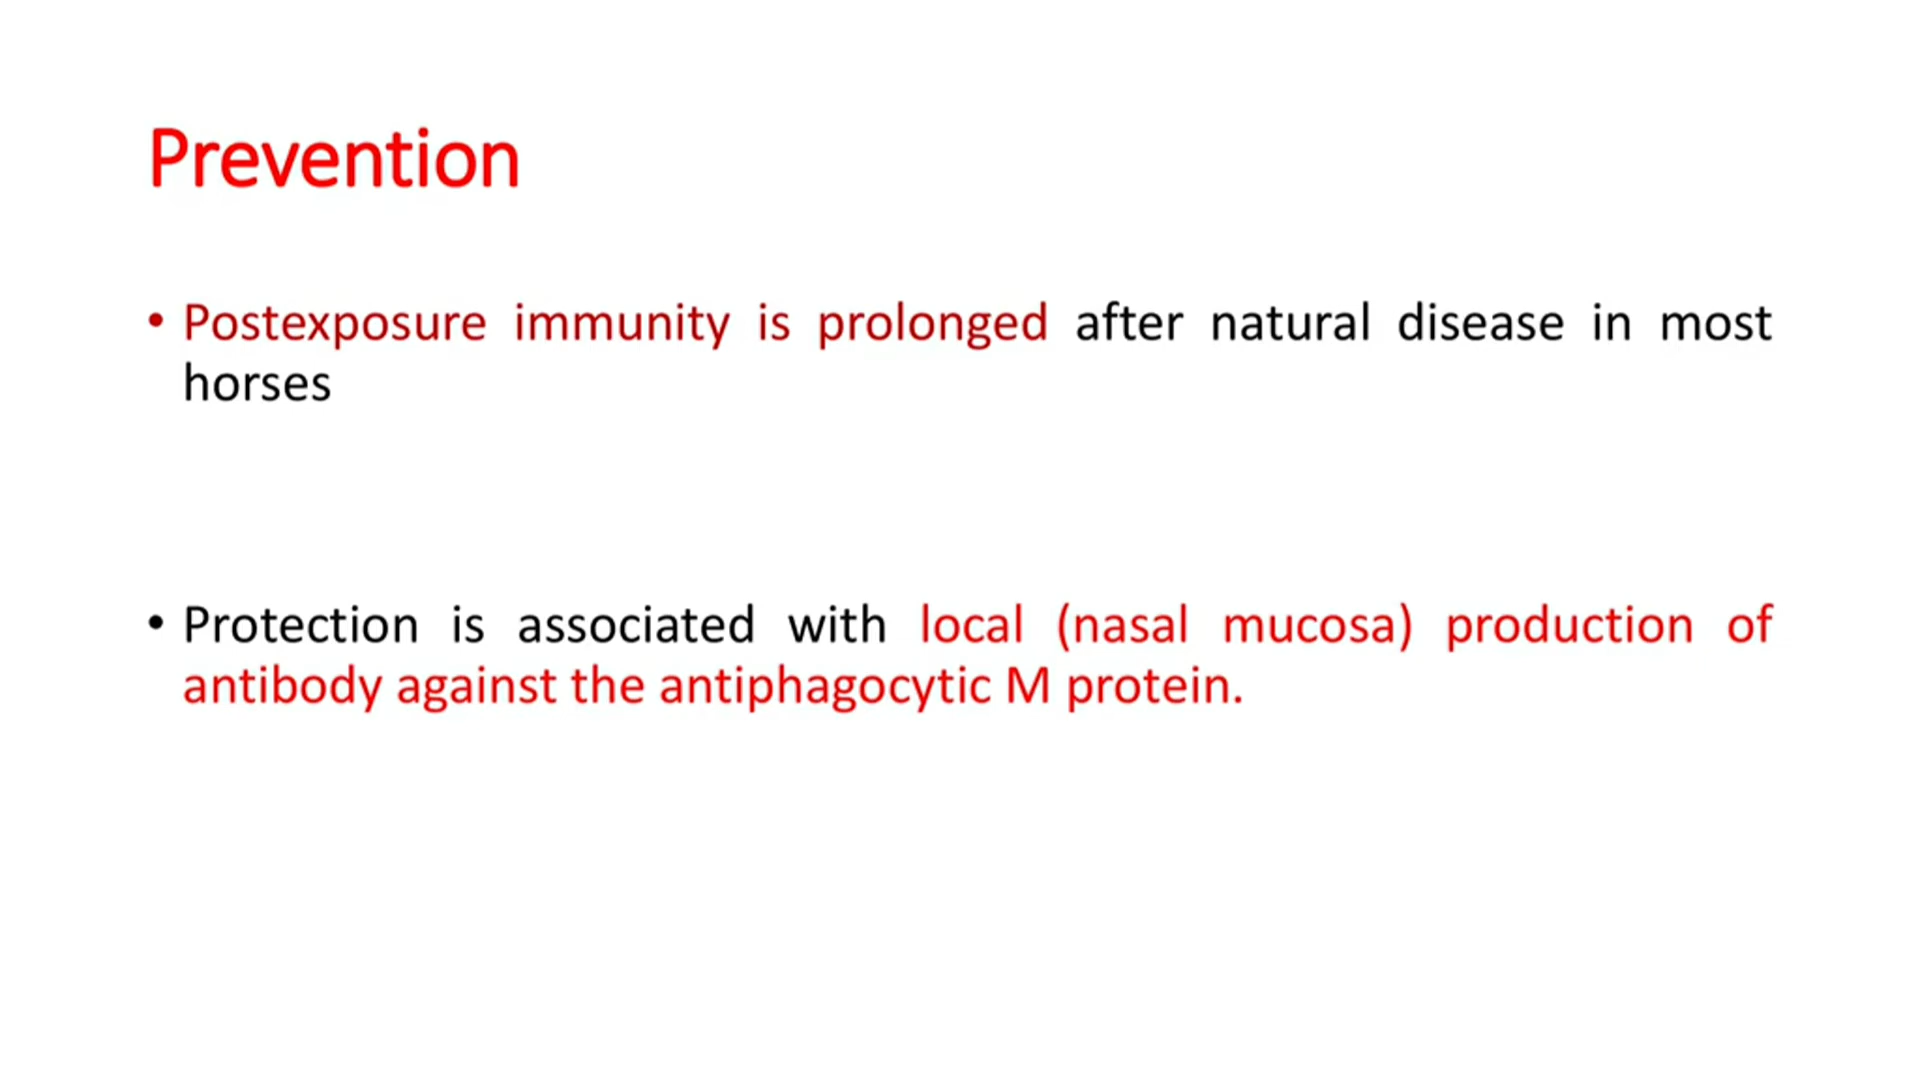 Prevention
• Postexposure immunity is prolonged after natural disease in most
horses
• Protection is associated with local (nasal mucosa) production of
antibody against the antiphagocytic M protein.